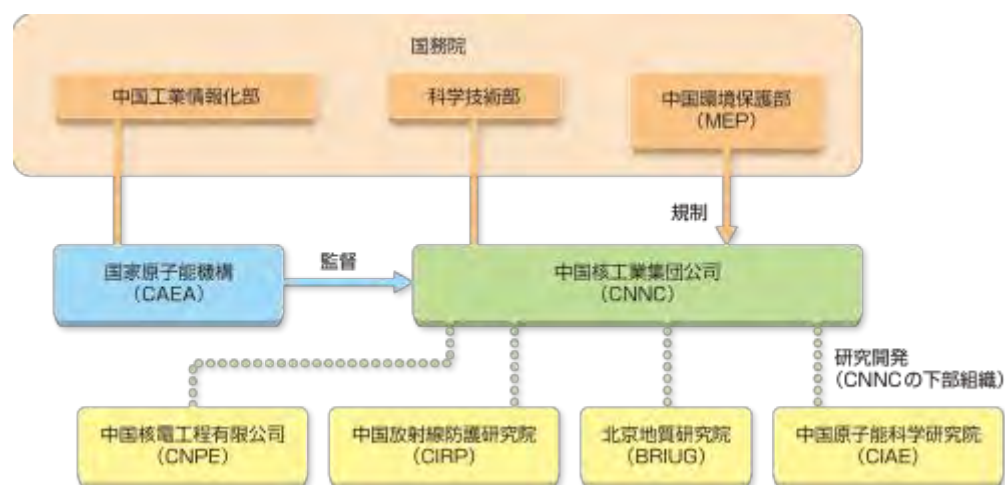 国務院
中国工業情報化部
科学技術部
中国環境保護部
(MEP)
規制
国家原子能機構
(CAEA)
監督
中国核工業集団公司
(CNNC)
研究開発
(CNNCの下部組織)
中国核電工程有限公司
(CNPE)
中国放射線防護研究院
(CIRP)
北京地質研究院
(BRIUG)
中国原子能科学研究院
(CIAE)